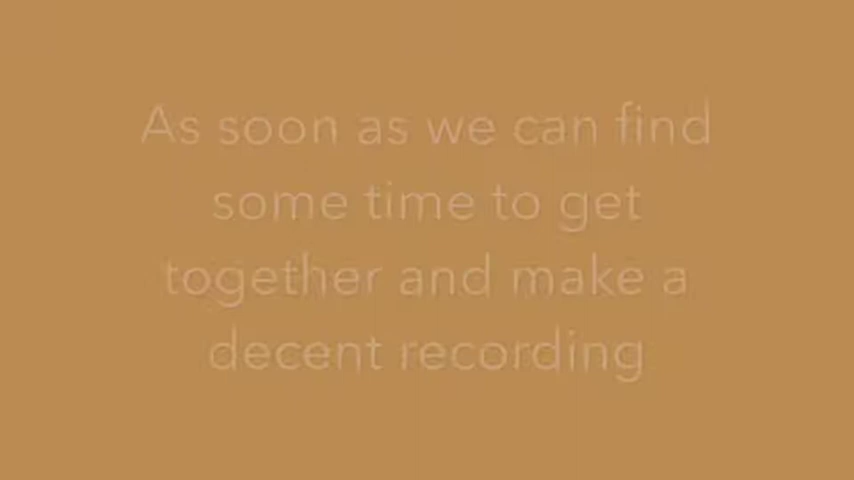 As soon as we can find
some time to get
together and make a
decent recording